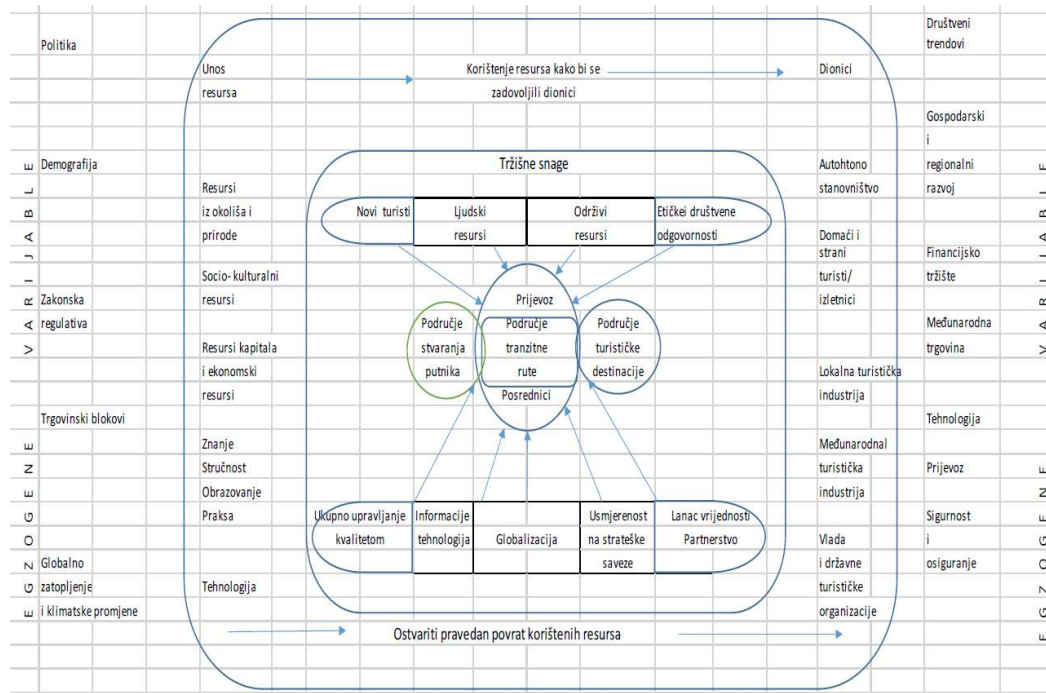 Politika
Društveni
trendovi
Unos
resursa
Korištenje resursa kako bi se
zadovoljili dionici
Dionici
Gospodarski
i
regionalni
razvoj
Demografija
Tržišne snage
Autohtono
stanovništvo
Resursi
iz okoliša i
prirode
Novi turisti
Ljudski
resursi
Održivi
resursi
Etičkei društvene
odgovornosti
Domaći i
strani
turisti/
izletnici
Financijsko
tržište
Socio- kulturalni
resursi
Zakonska
regulativa
Prijevoz
Područje
stvaranja
putnika
Područje
tranzitne
rute
Područje
turističke
destinacije
Posrednici
Međunarodna
trgovina
Resursi kapitala
i ekonomski
resursi
Lokalna turistička
industrija
Trgovinski blokovi
Tehnologija
Znanje
Stručnost
Obrazovanje
Praksa
Međunarodnal
turistička
industrija
Prijevoz
Ukupno upravljanje
kvalitetom
Informacije
tehnologija
Globalizacija
Usmjerenost
na strateške
saveze
Lanac vrijednosti
Partnerstvo
Sigurnost
i
osiguranje
Vlada
i državne
turističke
organizacije
Globalno
zatopljenje
i klimatske promjene
Tehnologija
Ostvariti pravedan povrat korištenih resursa
EGZOGENE VARIJABLE
EGZOGENE VARIJABLE